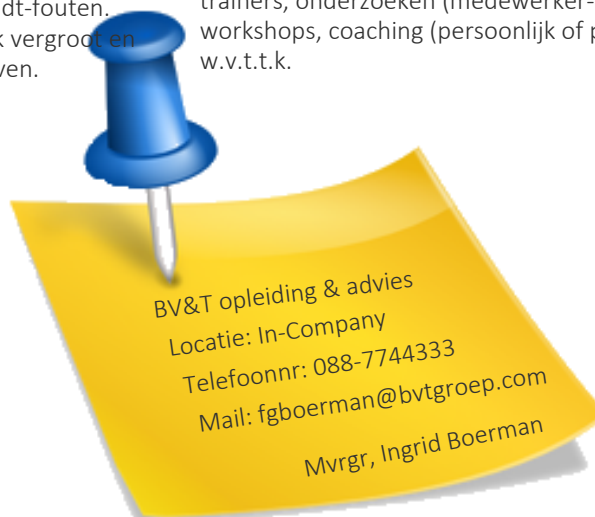 dt-fouten.
k vergroot en
ven.
trainers, onderzoeken (medewerker-
workshops, coaching (persoonlijk of p
w.v.t.t.k.
BV&T opleiding & advies
Locatie: In-Company
Telefoonnr: 088-7744333
Mail: fgboerman@bvtgroep.com
Mvrgr, Ingrid Boerman